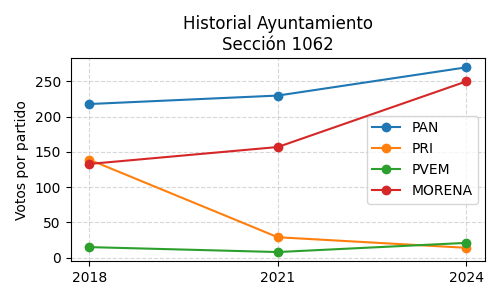 Historial Ayuntamiento
Sección 1062
Votos por partido
250
200
150
100
50
0
2018
2021
2024
PAN
PRI
PVEM
MORENA